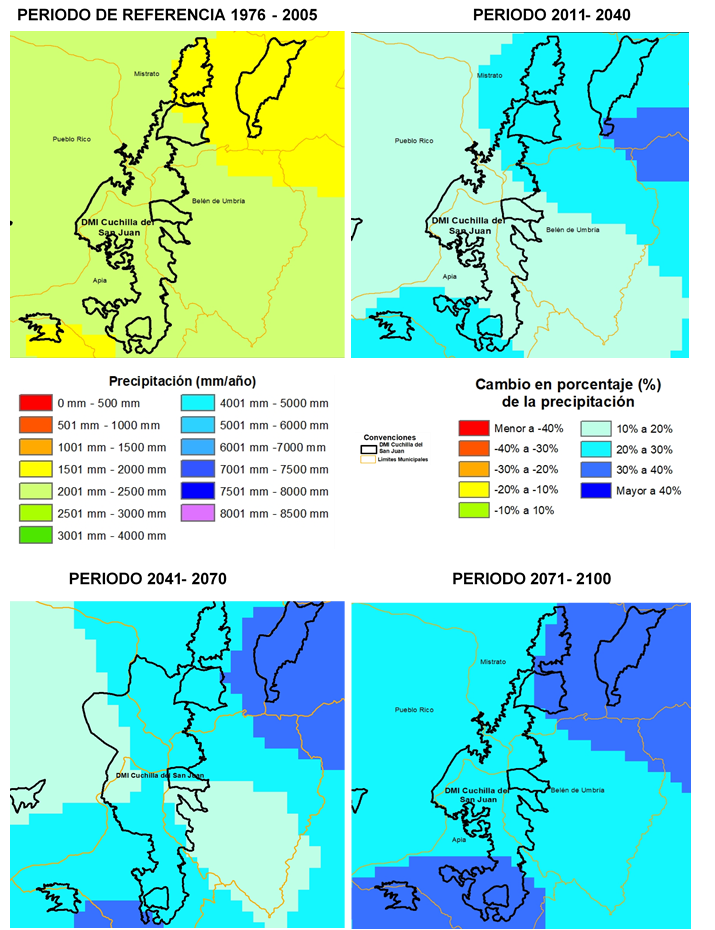 PERIODO DE REFERENCIA 1976 - 2005
Mistrato
Pueblo Rico
Belén de Umbría
DMI Cuchilla del
San Juan
Apía
PERIODO 2011- 2040
Mistrato
Pueblo Rico
Belén de Umbría
DMI Cuchilla del
San Juan
Apía
Precipitación (mm/año)
0 mm - 500 mm
501 mm - 1000 mm
1001 mm - 1500 mm
1501 mm - 2000 mm
2001 mm - 2500 mm
2501 mm - 3000 mm
3001 mm - 4000 mm
4001 mm - 5000 mm
5001 mm - 6000 mm
6001 mm -7000 mm
7001 mm - 7500 mm
7501 mm - 8000 mm
8001 mm - 8500 mm
Convenciones
DMI Cuchilla del
San Juan
Límites Municipales
Cambio en porcentaje (%)
de la precipitación
Menor a -40%
-40% a -30%
-30% a -20%
-20% a -10%
-10% a 10%
10% a 20%
20% a 30%
30% a 40%
Mayor a 40%
PERIODO 2041- 2070
DMI Cuchilla del San Juan
PERIODO 2071- 2100
Mistrato
Pueblo Rico
Belén de Umbría
DMI Cuchilla del
San Juan
Apía